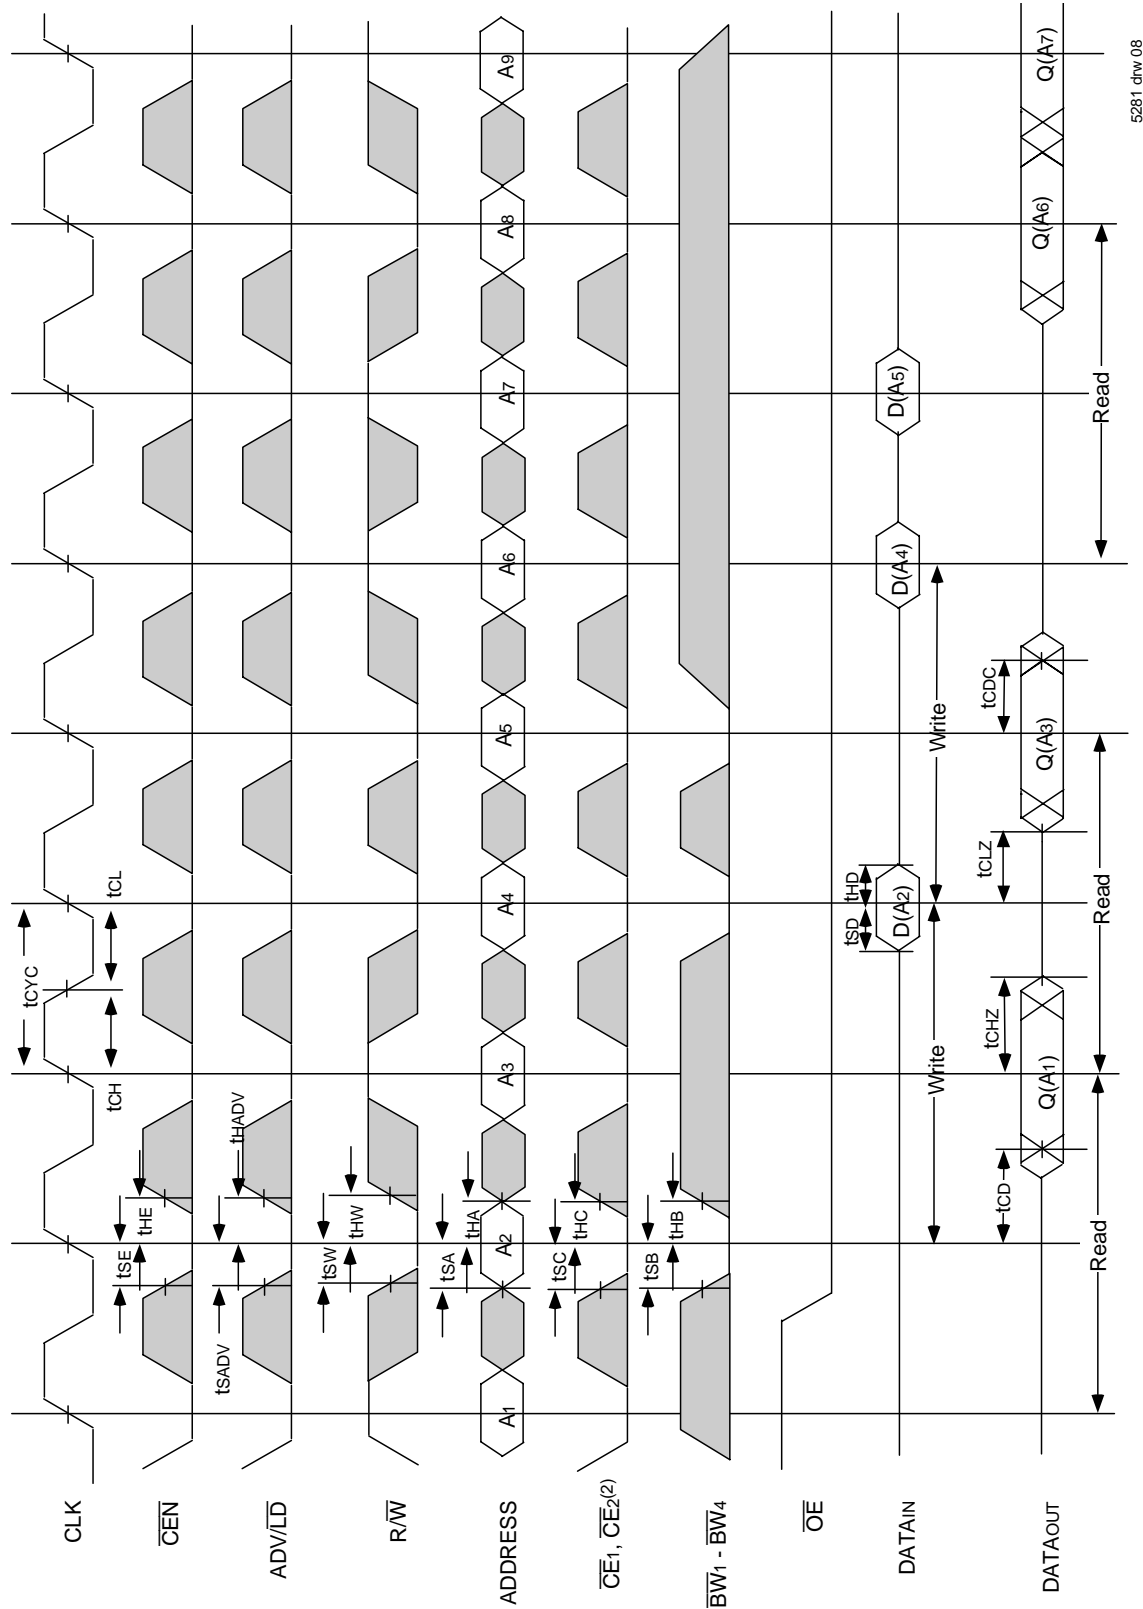 tCYC
tCH
tCL
CLK
tSE
tHE
CEN
tSADV
tHADV
ADV/LD
tSW
tHW
R/W
tSA
tHA
ADDRESS
A1
A2
A3
A4
A5
A6
A7
A8
A9
tSC
tHC
CE1, CE2(2)
tSB
tHB
BW1 - BW4
OE
tSD
tHD
DATAIN
D(A2)
D(A4)
D(A5)
Write
Write
tCD
tCHZ
tCLZ
tCDC
DATAOUT
Q(A1)
Q(A3)
Q(A6)
Q(A7)
Read
Read
Read
5281 drw 08